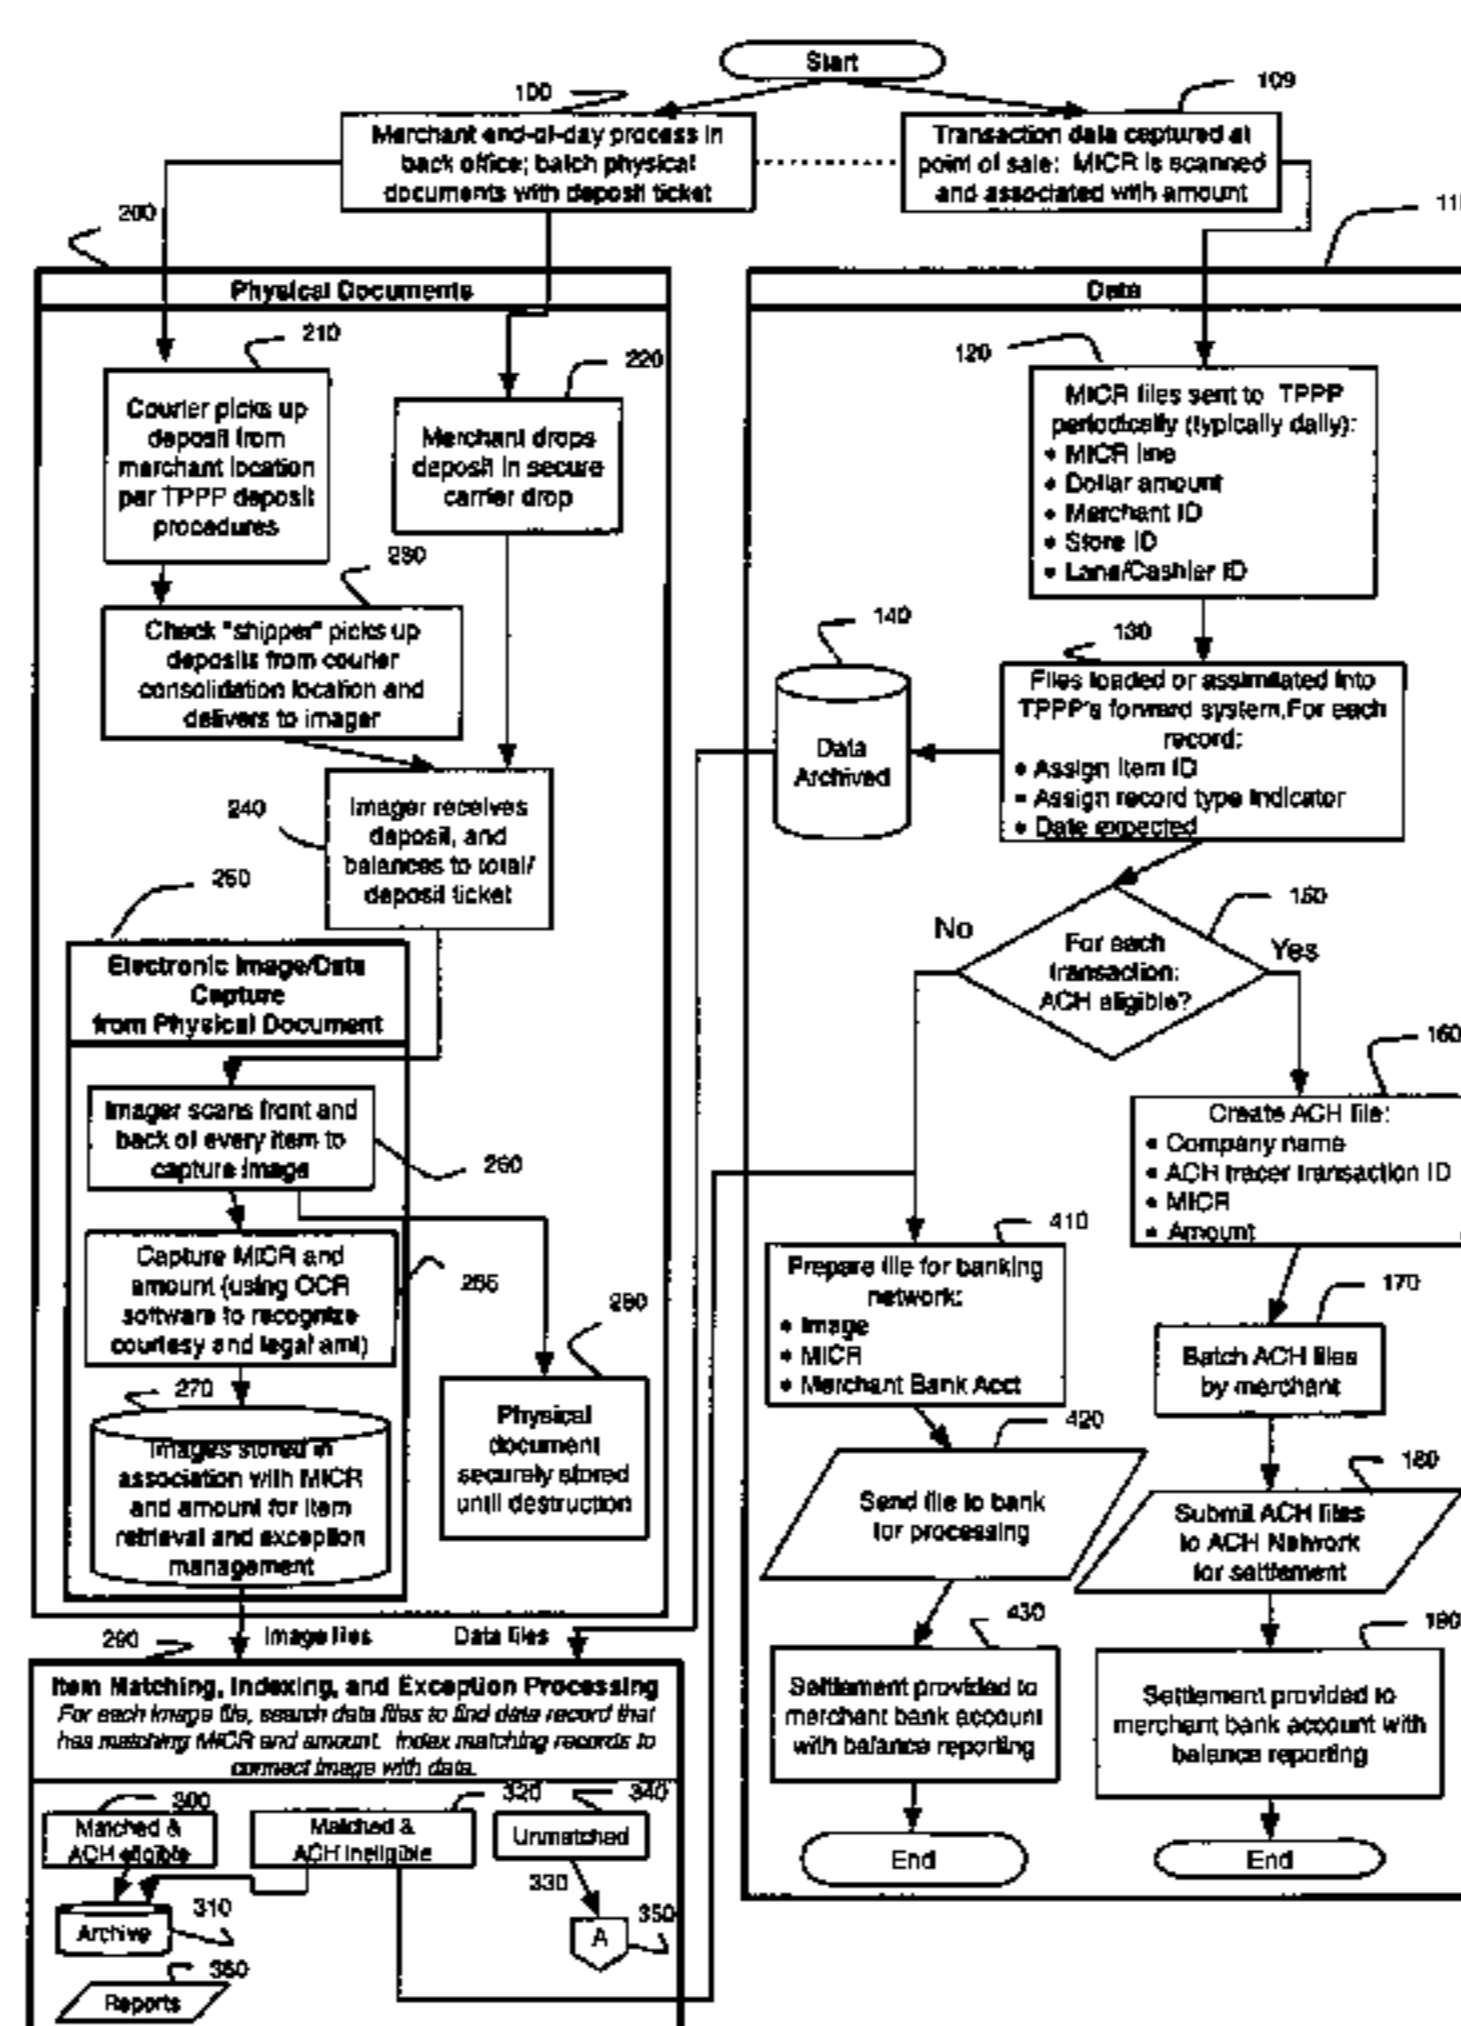 Start
100
109
Merchant end-of-day process in
back office; batch physical
documents with deposit ticket
Transaction data captured at
point of sale: MICR is scanned
and associated with amount
200
Physical Documents
Data
210
220
120
Courier picks up
deposit from
merchant location
per TPPP deposit
procedures
Merchant drops
deposit in secure
carrier drop
MICR files sent to TPPP
periodically (typically daily):
• MICR line
• Dollar amount
• Merchant ID
• Store ID
• Lane/Cashier ID
230
140
130
Check "shipper" picks up
deposits from courier
consolidation location and
delivers to imager
Data
Archived
Files loaded or assimilated into
TPPP's forward system.For each
record:
• Assign item ID
• Assign record type indicator
• Date expected
240
Imager receives
deposit, and
balances to total/
deposit ticket
250
150
No
For each
transaction:
ACH eligible?
Yes
Electronic Image/Data
Capture
from Physical Document
160
Imager scans front and
back of every item to
capture image
260
Create ACH file:
• Company name
• ACH tracer transaction ID
• MICR
• Amount
410
Capture MICR and
amount (using OCR
software to recognize
courtesy and legal amt)
265
280
Prepare file for banking
network:
• Image
• MICR
• Merchant Bank Acct
170
Batch ACH files
by merchant
270
Images stored in
association with MICR
and amount for item
retrieval and exception
management
Physical
document
securely stored
until destruction
420
Send file to bank
for processing
180
Submit ACH files
to ACH Network
for settlement
290
Image files
Data files
430
190
Item Matching, Indexing, and Exception Processing
For each image file, search data files to find data record that
has matching MICR and amount. Index matching records to
connect image with data.
Settlement provided to
merchant bank account
with balance reporting
Settlement provided to
merchant bank account with
balance reporting
300
320
340
Matched &
ACH eligible
Matched &
ACH ineligible
Unmatched
End
End
330
310
Archive
350
A
Reports